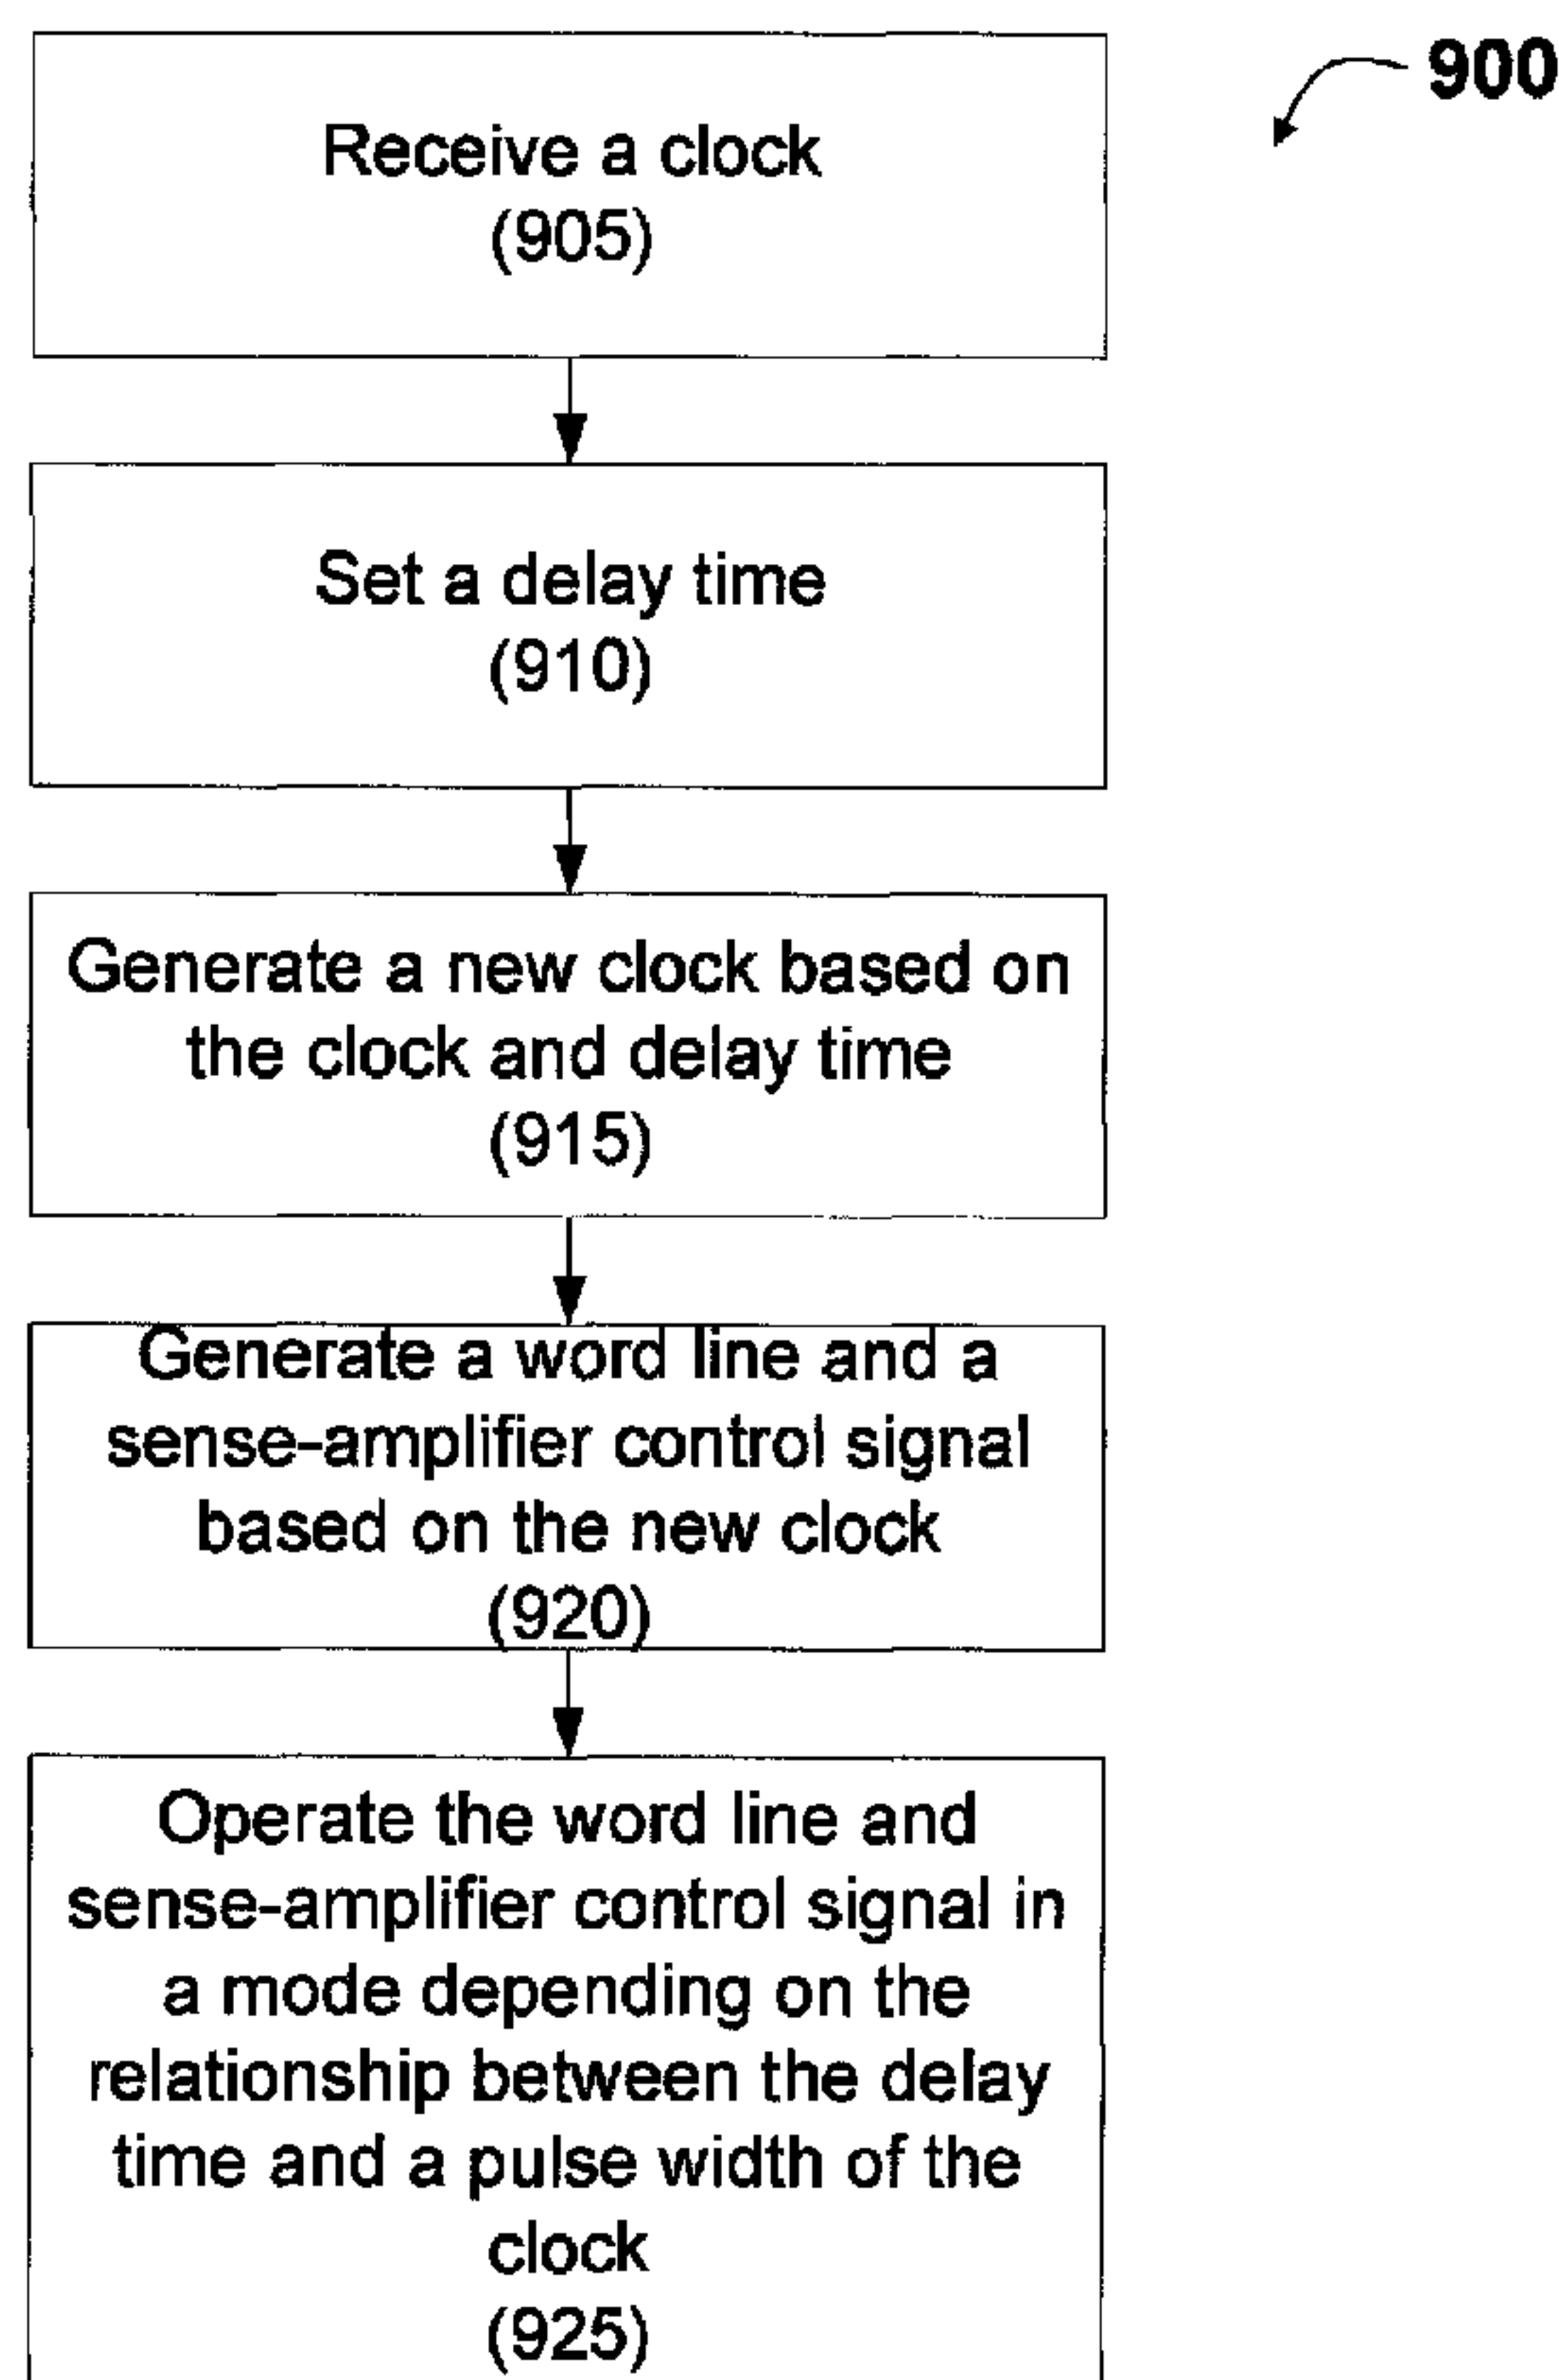 900
Receive a clock
(905)
Set a delay time
(910)
Generate a new clock based on
the clock and delay time
(915)
Generate a word line and a
sense-amplifier control signal
based on the new clock
(920)
Operate the word line and
sense-amplifier control signal in
a mode depending on the
relationship between the delay
time and a pulse width of the
clock
(925)